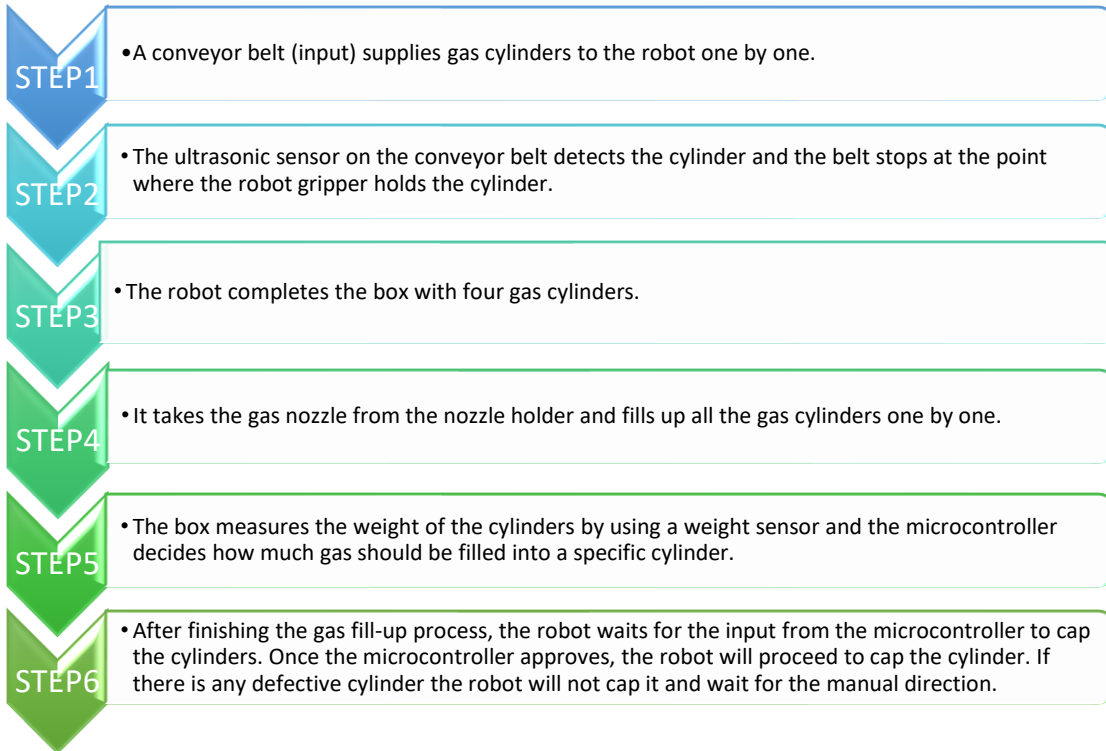 STEP1
•A conveyor belt (input) supplies gas cylinders to the robot one by one.
STEP2
• The ultrasonic sensor on the conveyor belt detects the cylinder and the belt stops at the point
where the robot gripper holds the cylinder.
STEP3
• The robot completes the box with four gas cylinders.
STEP4
• It takes the gas nozzle from the nozzle holder and fills up all the gas cylinders one by one.
STEP5
• The box measures the weight of the cylinders by using a weight sensor and the microcontroller
decides how much gas should be filled into a specific cylinder.
STEP6
• After finishing the gas fill-up process, the robot waits for the input from the microcontroller to cap
the cylinders. Once the microcontroller approves, the robot will proceed to cap the cylinder. If
there is any defective cylinder the robot will not cap it and wait for the manual direction.